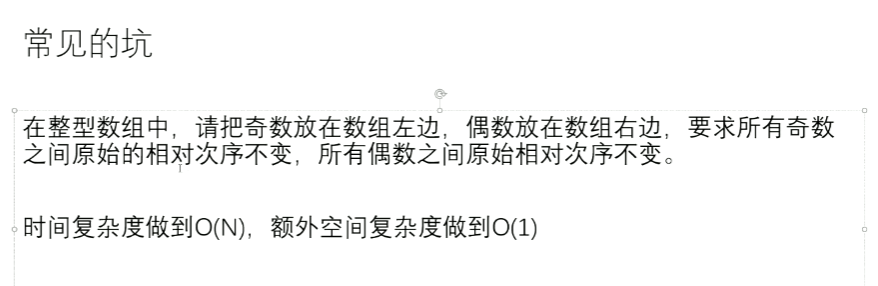 常见的坑
在整型数组中，请把奇数放在数组左边，偶数放在数组右边，要求所有奇数
之间原始的相对次序不变，所有偶数之间原始相对次序不变。
时间复杂度做到O(N)，额外空间复杂度做到O(1)